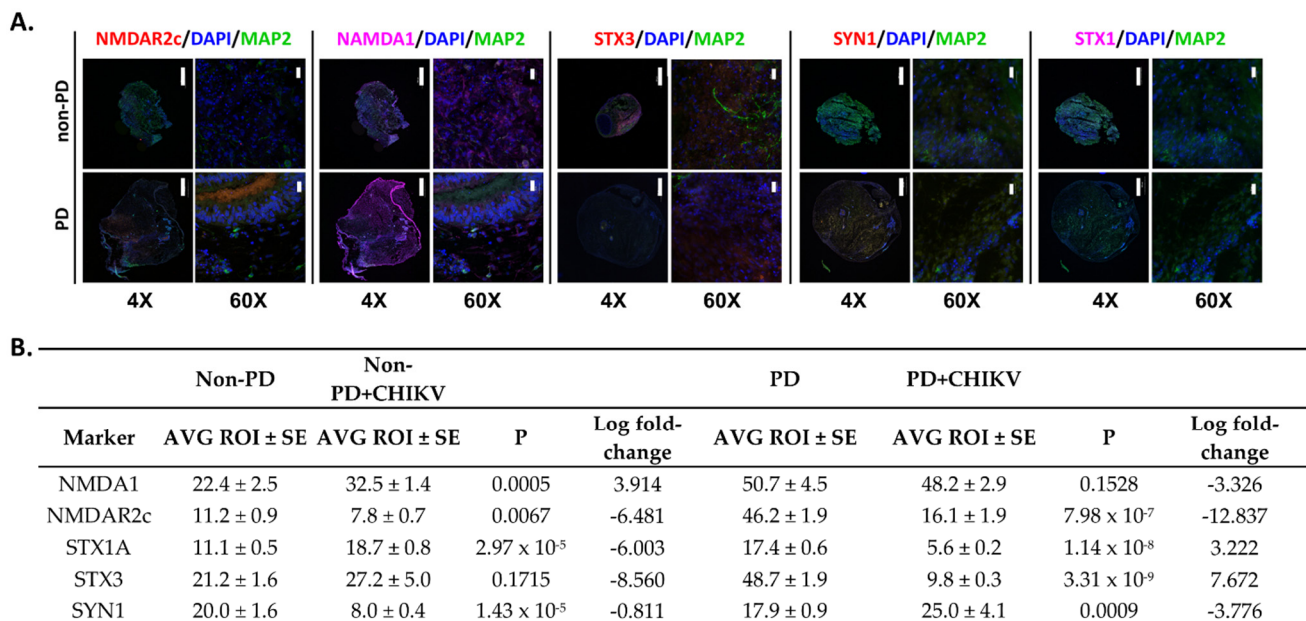 A.
NMDAR2c/DAPI/MAP2 NAMDA1/DAPI/MAP2 STX3/DAPI/MAP2 SYN1/DAPI/MAP2 STX1/DAPI/MAP2
non-PD
PD
4X 60X 4X 60X 4X 60X 4X 60X 4X 60X
B.
Non-PD Non-PD+CHIKV PD PD+CHIKV
Marker AVG ROI ± SE AVG ROI ± SE P Log fold-change AVG ROI ± SE AVG ROI ± SE P Log fold-change
NMDA1 22.4 ± 2.5 32.5 ± 1.4 0.0005 3.914 50.7 ± 4.5 48.2 ± 2.9 0.1528 -3.326
NMDAR2c 11.2 ± 0.9 7.8 ± 0.7 0.0067 -6.481 46.2 ± 1.9 16.1 ± 1.9 7.98 x 10⁻⁷ -12.837
STX1A 11.1 ± 0.5 18.7 ± 0.8 2.97 x 10⁻⁵ -6.003 17.4 ± 0.6 5.6 ± 0.2 1.14 x 10⁻⁸ 3.222
STX3 21.2 ± 1.6 27.2 ± 5.0 0.1715 -8.560 48.7 ± 1.9 9.8 ± 0.3 3.31 x 10⁻⁹ 7.672
SYN1 20.0 ± 1.6 8.0 ± 0.4 1.43 x 10⁻⁵ -0.811 17.9 ± 0.9 25.0 ± 4.1 0.0009 -3.776